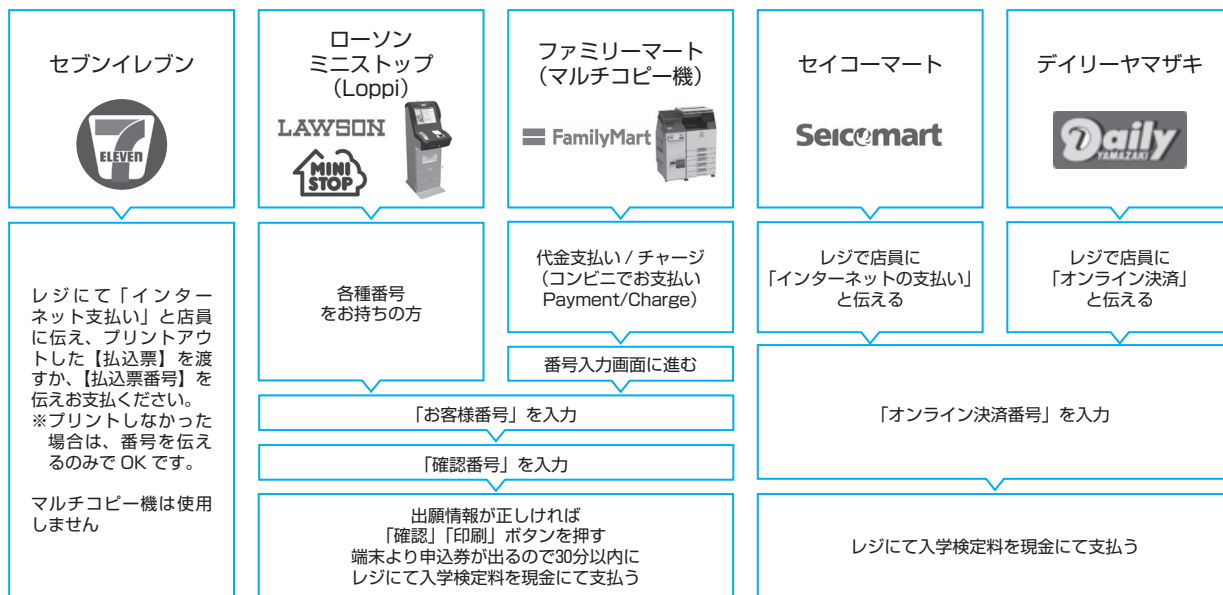 セブンイレブン
7
ELEVEN
ローソン
ミニストップ
(Loppi)
LAWSON
MINI
STOP
ファミリーマート
(マルチコピー機)
FamilyMart
セイコーマート
Seicomart
デイリーヤマザキ
Daily
YAMAZAKI
レジにて「インター
ネット支払い」と店員
に伝え、プリントアウ
トした【払込票】を渡
すか、【払込票番号】を
伝えお支払ください。
※プリントしなかった
場合は、番号を伝え
るのみで OK です。
マルチコピー機は使用
しません
各種番号
をお持ちの方
代金支払い / チャージ
(コンビニでお支払い
Payment/Charge)
番号入力画面に進む
「お客様番号」を入力
「確認番号」を入力
出願情報が正しければ
「確認」「印刷」ボタンを押す
端末より申込券が出るので30分以内に
レジにて入学検定料を現金にて支払う
レジで店員に
「インターネットの支払い」
と伝える
レジで店員に
「オンライン決済」
と伝える
「オンライン決済番号」を入力
レジにて入学検定料を現金にて支払う